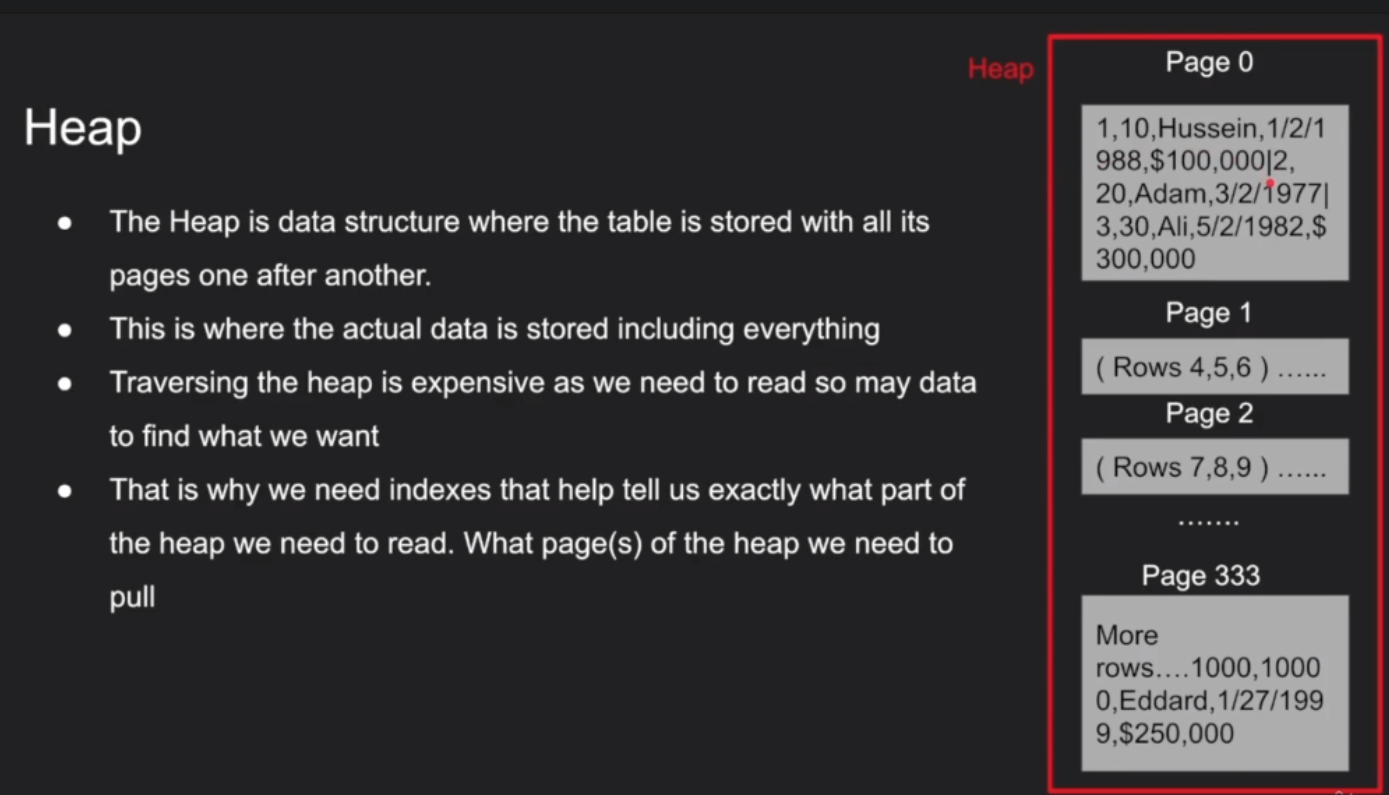 Heap
The Heap is data structure where the table is stored with all its
pages one after another.
This is where the actual data is stored including everything
Traversing the heap is expensive as we need to read so may data
to find what we want
That is why we need indexes that help tell us exactly what part of
the heap we need to read. What page(s) of the heap we need to
pull
Heap
Page 0
1,10,Hussein,1/2/1
988,$100,000|2,
20,Adam,3/2/1977|
3,30,Ali,5/2/1982,$
300,000
Page 1
( Rows 4,5,6 ) ......
Page 2
( Rows 7,8,9 ) ......
.......
Page 333
More
rows....1000,1000
0,Eddard,1/27/199
9,$250,000